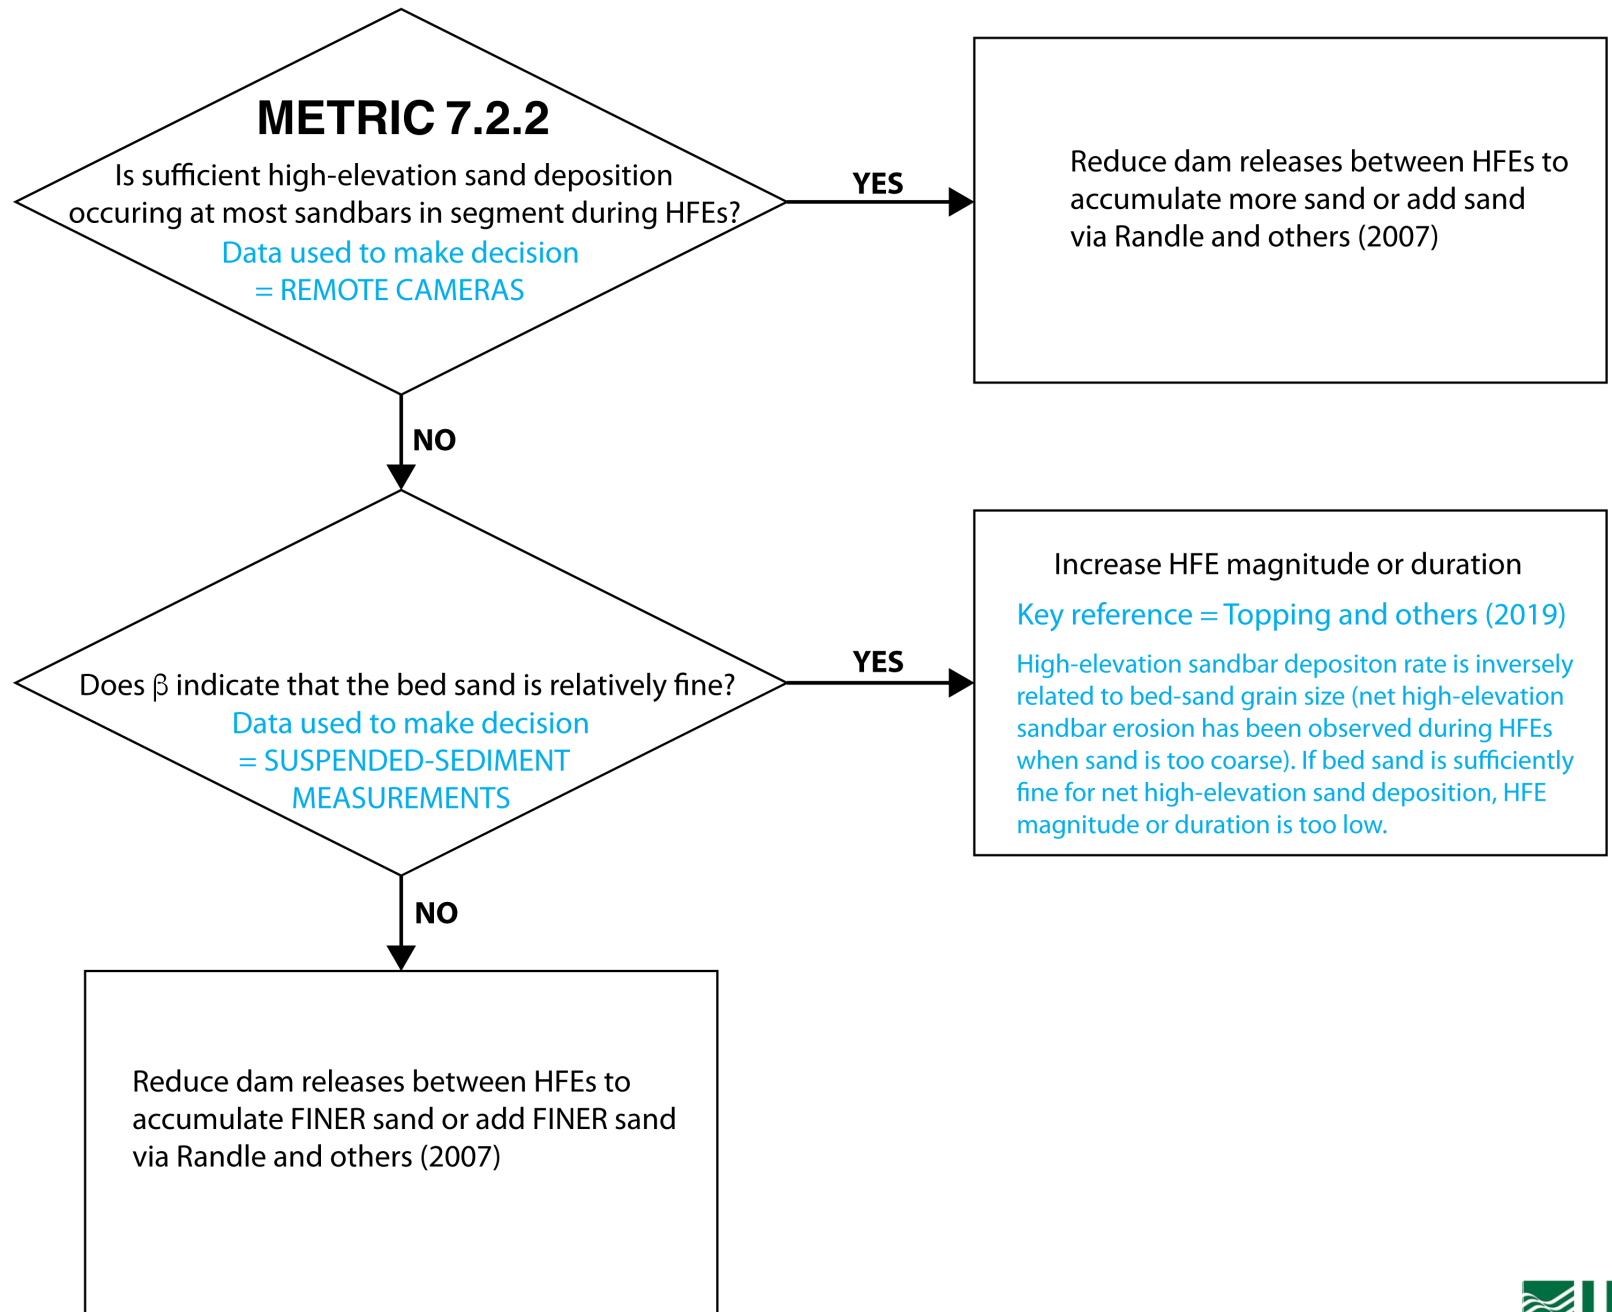 METRIC 7.2.2
Is sufficient high-elevation sand deposition
occuring at most sandbars in segment during HFEs?
Data used to make decision
= REMOTE CAMERAS
YES
Reduce dam releases between HFEs to
accumulate more sand or add sand
via Randle and others (2007)
NO
Does β indicate that the bed sand is relatively fine?
Data used to make decision
= SUSPENDED-SEDIMENT
MEASUREMENTS
YES
Increase HFE magnitude or duration
Key reference = Topping and others (2019)
High-elevation sandbar depositon rate is inversely
related to bed-sand grain size (net high-elevation
sandbar erosion has been observed during HFEs
when sand is too coarse). If bed sand is sufficiently
fine for net high-elevation sand deposition, HFE
magnitude or duration is too low.
NO
Reduce dam releases between HFEs to
accumulate FINER sand or add FINER sand
via Randle and others (2007)